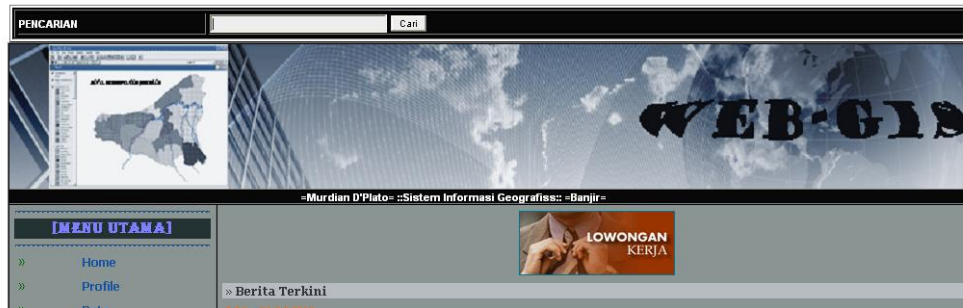 PENCARIAN
Cari
WEB-GIS
=Murdian D'Plato= ::Sistem Informasi Geografiss:: =Banjir=
[MENU UTAMA]
LOWONGAN
KERJA
» Home
» Profile
» Berita Terkini